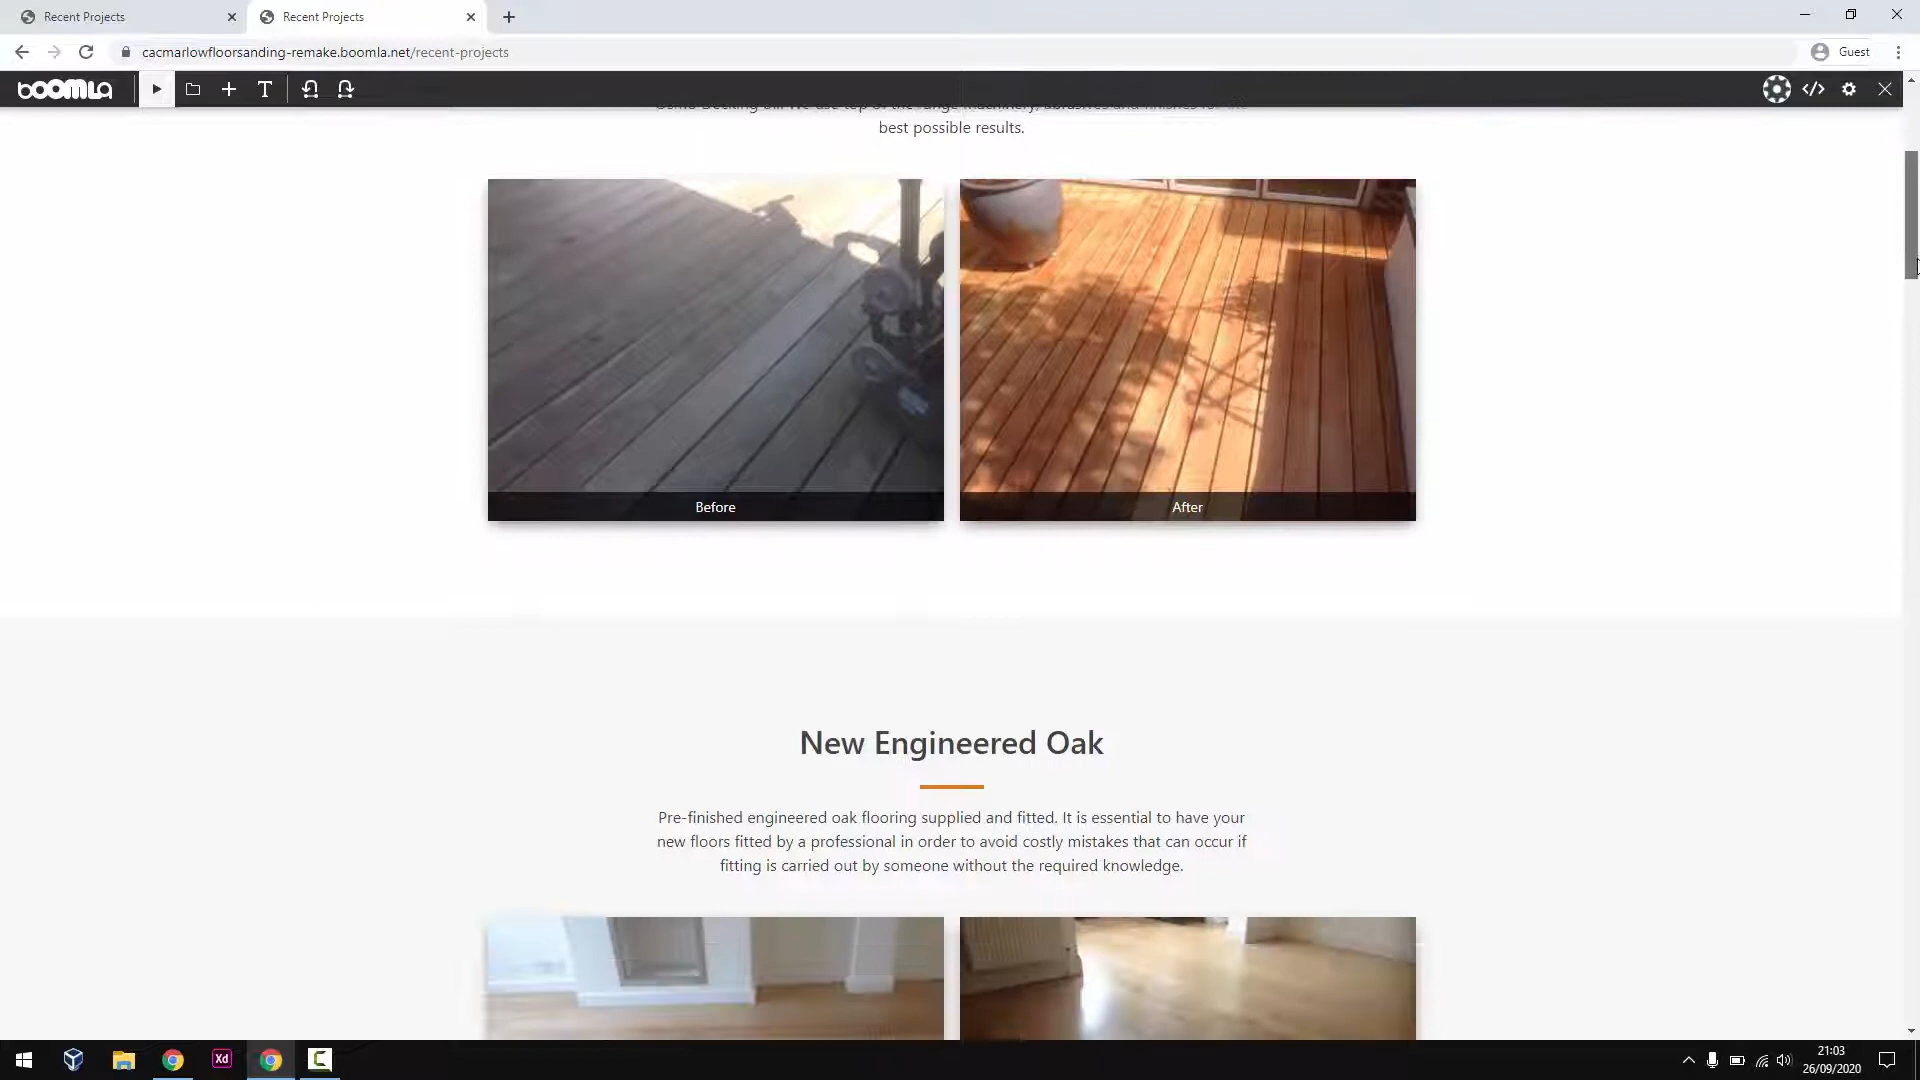 Recent Projects
Recent Projects
cacmarlowfloorsanding-remake.boomla.net/recent-projects
Guest
boomla
best possible results.
Before
After
New Engineered Oak
Pre-finished engineered oak flooring supplied and fitted. It is essential to have your
new floors fitted by a professional in order to avoid costly mistakes that can occur if
fitting is carried out by someone without the required knowledge.
Xd
21:03
26/09/2020